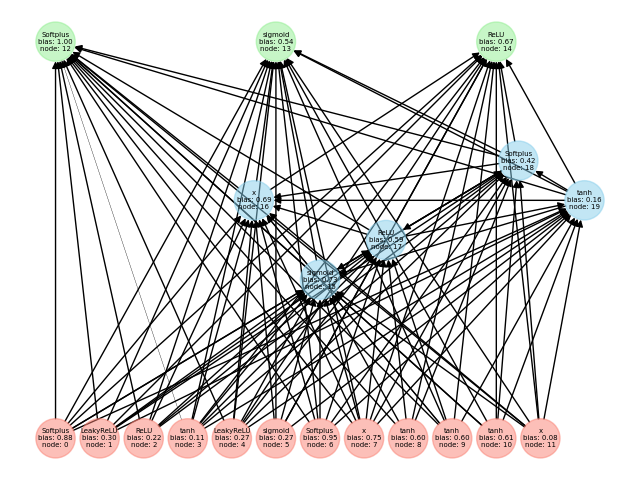 Softplus
bias: 1.00
node: 12
sigmoid
bias: 0.54
node: 13
ReLU
bias: 0.67
node: 14
Softplus
bias: 0.42
node: 18
x
bias: 0.69
node: 16
tanh
bias: 0.16
node: 19
ReLU
bias: 0.59
node: 17
sigmoid
bias: 0.73
node: 15
Softplus
bias: 0.88
node: 0
LeakyReLU
bias: 0.30
node: 1
ReLU
bias: 0.22
node: 2
tanh
bias: 0.11
node: 3
LeakyReLU
bias: 0.27
node: 4
sigmoid
bias: 0.27
node: 5
Softplus
bias: 0.95
node: 6
x
bias: 0.75
node: 7
tanh
bias: 0.60
node: 8
tanh
bias: 0.60
node: 9
tanh
bias: 0.61
node: 10
x
bias: 0.08
node: 11